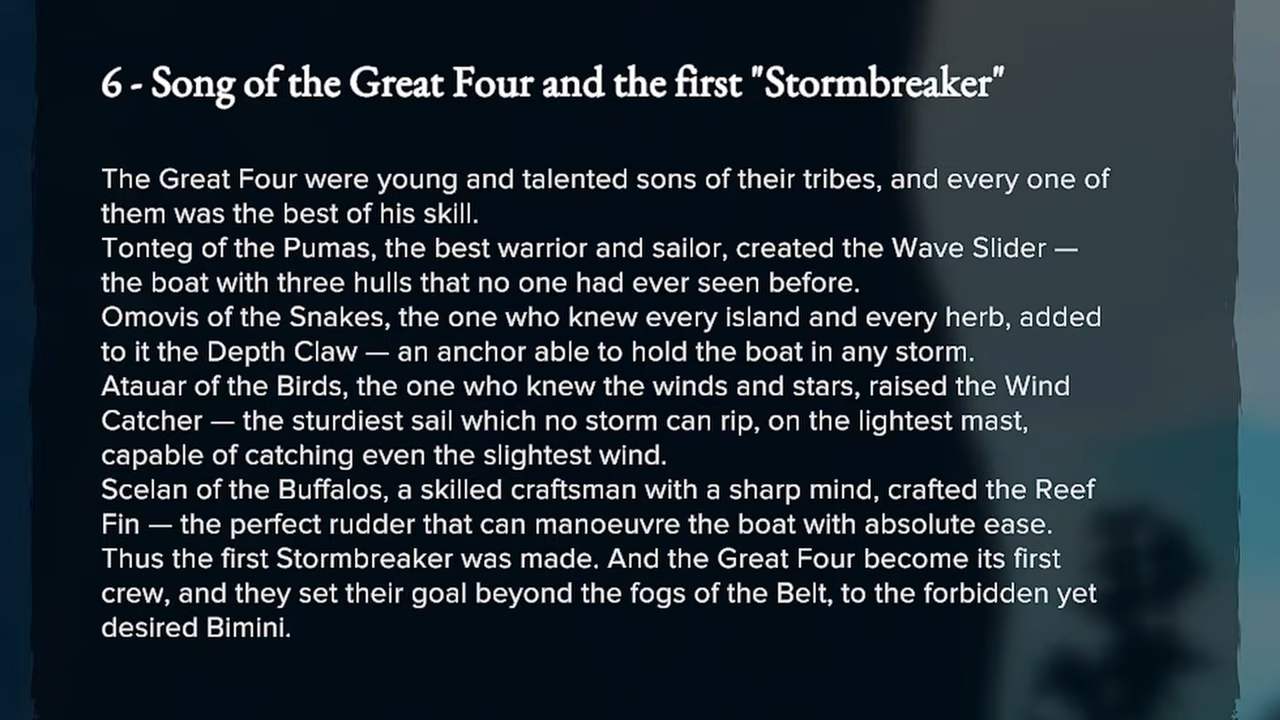 6 - Song of the Great Four and the first "Stormbreaker"
The Great Four were young and talented sons of their tribes, and every one of
them was the best of his skill.
Tonteg of the Pumas, the best warrior and sailor, created the Wave Slider —
the boat with three hulls that no one had ever seen before.
Omovis of the Snakes, the one who knew every island and every herb, added
to it the Depth Claw — an anchor able to hold the boat in any storm.
Atauar of the Birds, the one who knew the winds and stars, raised the Wind
Catcher — the sturdiest sail which no storm can rip, on the lightest mast,
capable of catching even the slightest wind.
Scelan of the Buffalos, a skilled craftsman with a sharp mind, crafted the Reef
Fin — the perfect rudder that can manoeuvre the boat with absolute ease.
Thus the first Stormbreaker was made. And the Great Four become its first
crew, and they set their goal beyond the fogs of the Belt, to the forbidden yet
desired Bimini.